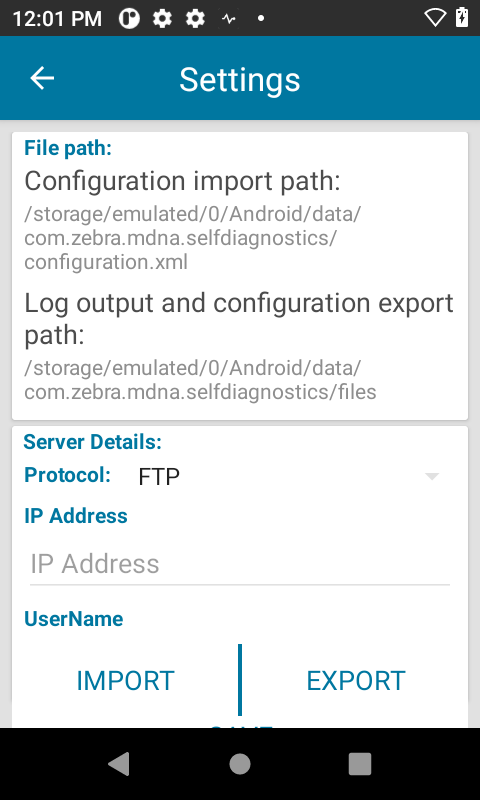 12:01 PM
Settings
File path:
Configuration import path:
/storage/emulated/0/Android/data/
com.zebra.mdna.selfdiagnostics/
configuration.xml
Log output and configuration export
path:
/storage/emulated/0/Android/data/
com.zebra.mdna.selfdiagnostics/files
Server Details:
Protocol: FTP
IP Address
IP Address
UserName
IMPORT EXPORT